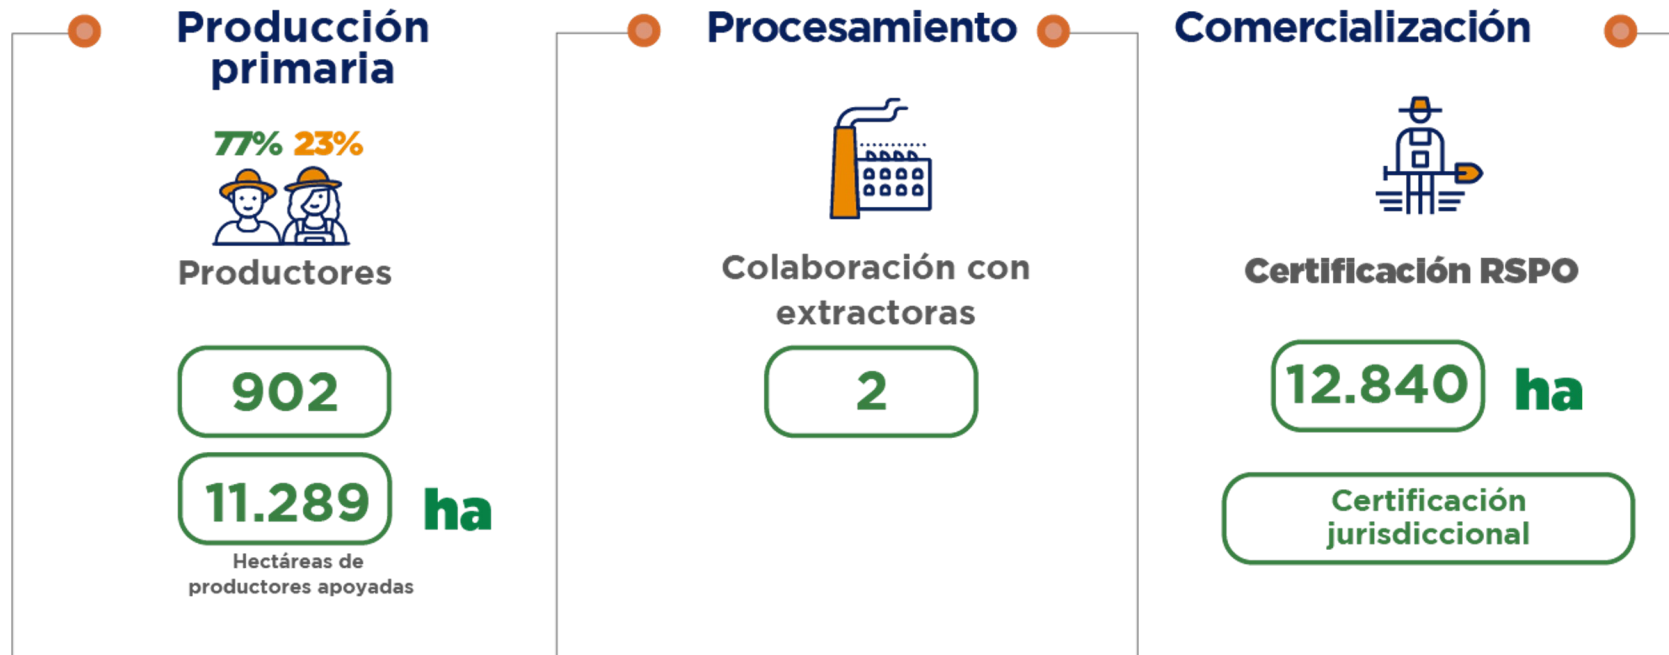 Producción
primaria
77% 23%
Productores
902
11.289 ha
Hectáreas de
productores apoyadas
Procesamiento
Colaboración con
extractoras
2
Comercialización
Certificación RSPO
12.840 ha
Certificación
jurisdiccional